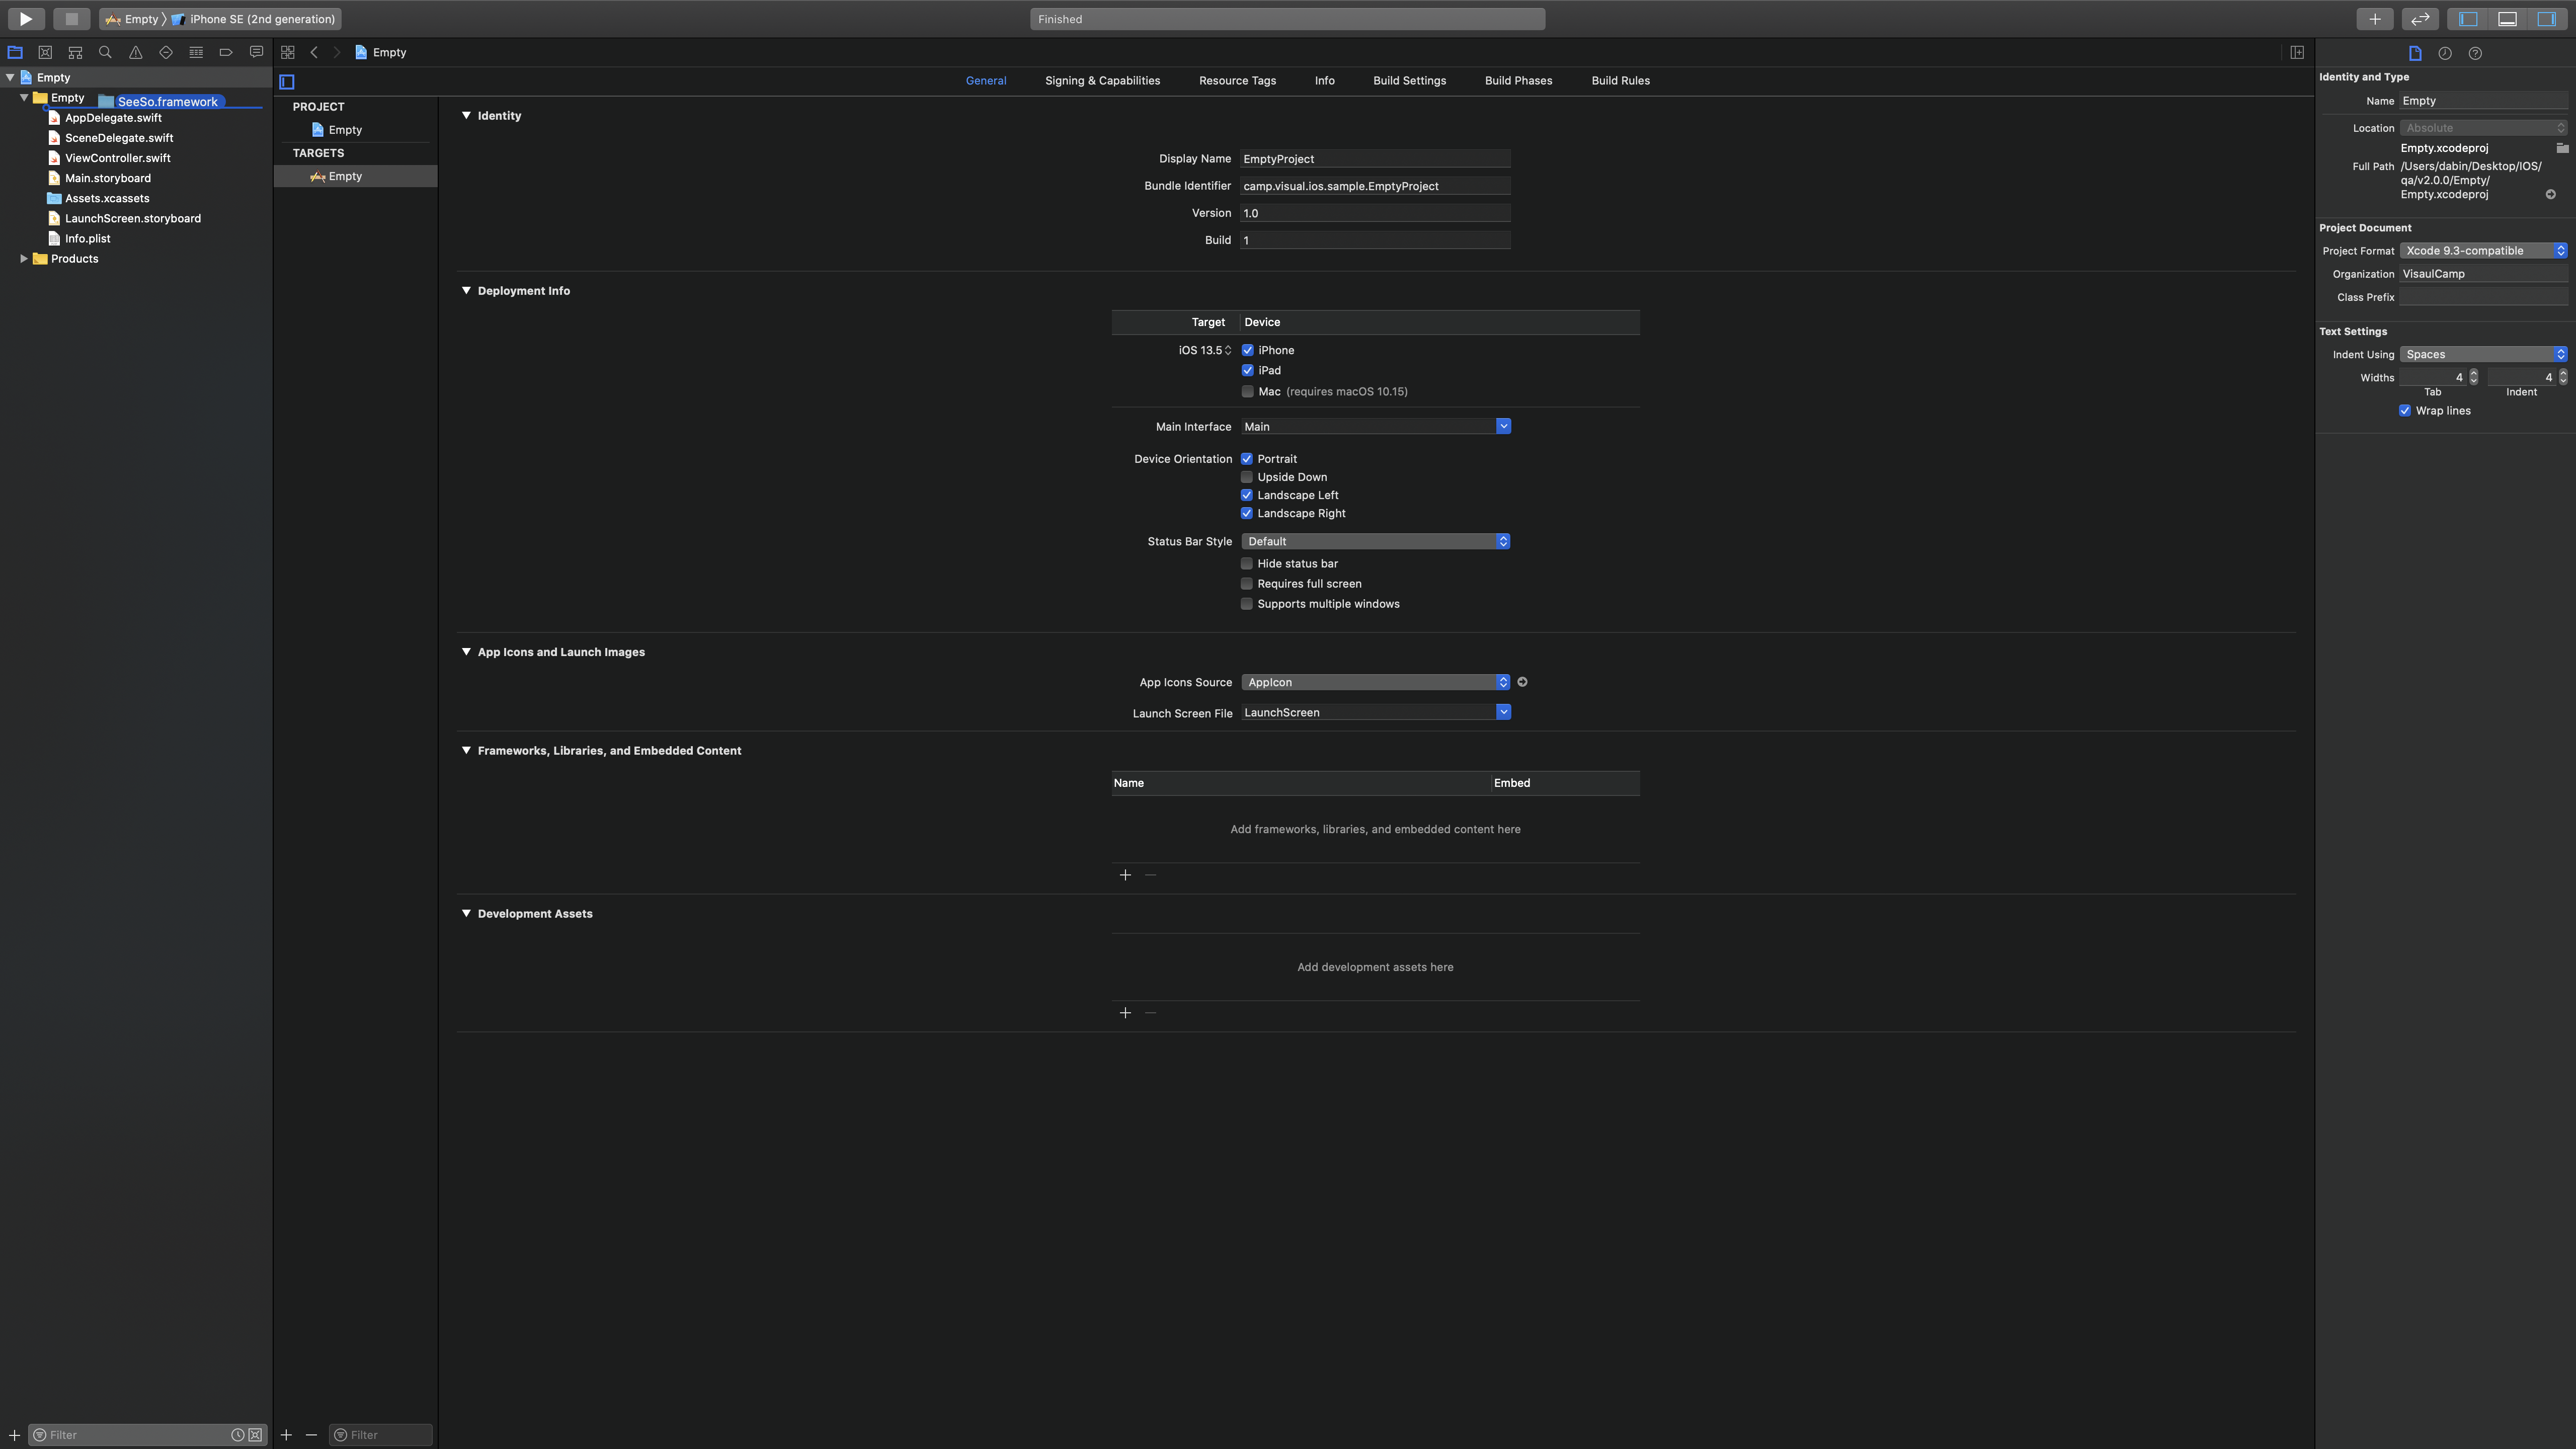 Empty
iPhone SE (2nd generation)
Finished
Empty
Empty
Empty
SeeSo.framework
AppDelegate.swift
SceneDelegate.swift
ViewController.swift
Main.storyboard
Assets.xcassets
LaunchScreen.storyboard
Info.plist
Products
Filter
General
Signing & Capabilities
Resource Tags
Info
Build Settings
Build Phases
Build Rules
PROJECT
Empty
TARGETS
Empty
Filter
Identity
Display Name EmptyProject
Bundle Identifier camp.visual.ios.sample.EmptyProject
Version 1.0
Build 1
Deployment Info
Target Device
iOS 13.5 iPhone
iPad
Mac (requires macOS 10.15)
Main Interface Main
Device Orientation Portrait
Upside Down
Landscape Left
Landscape Right
Status Bar Style Default
Hide status bar
Requires full screen
Supports multiple windows
App Icons and Launch Images
App Icons Source AppIcon
Launch Screen File LaunchScreen
Frameworks, Libraries, and Embedded Content
Name Embed
Add frameworks, libraries, and embedded content here
Development Assets
Add development assets here
Identity and Type
Name Empty
Location Absolute
Empty.xcodeproj
Full Path /Users/dabin/Desktop/IOS/
qa/v2.0.0/Empty/
Empty.xcodeproj
Project Document
Project Format Xcode 9.3-compatible
Organization VisaulCamp
Class Prefix
Text Settings
Indent Using Spaces
Widths 4 4
Tab Indent
Wrap lines